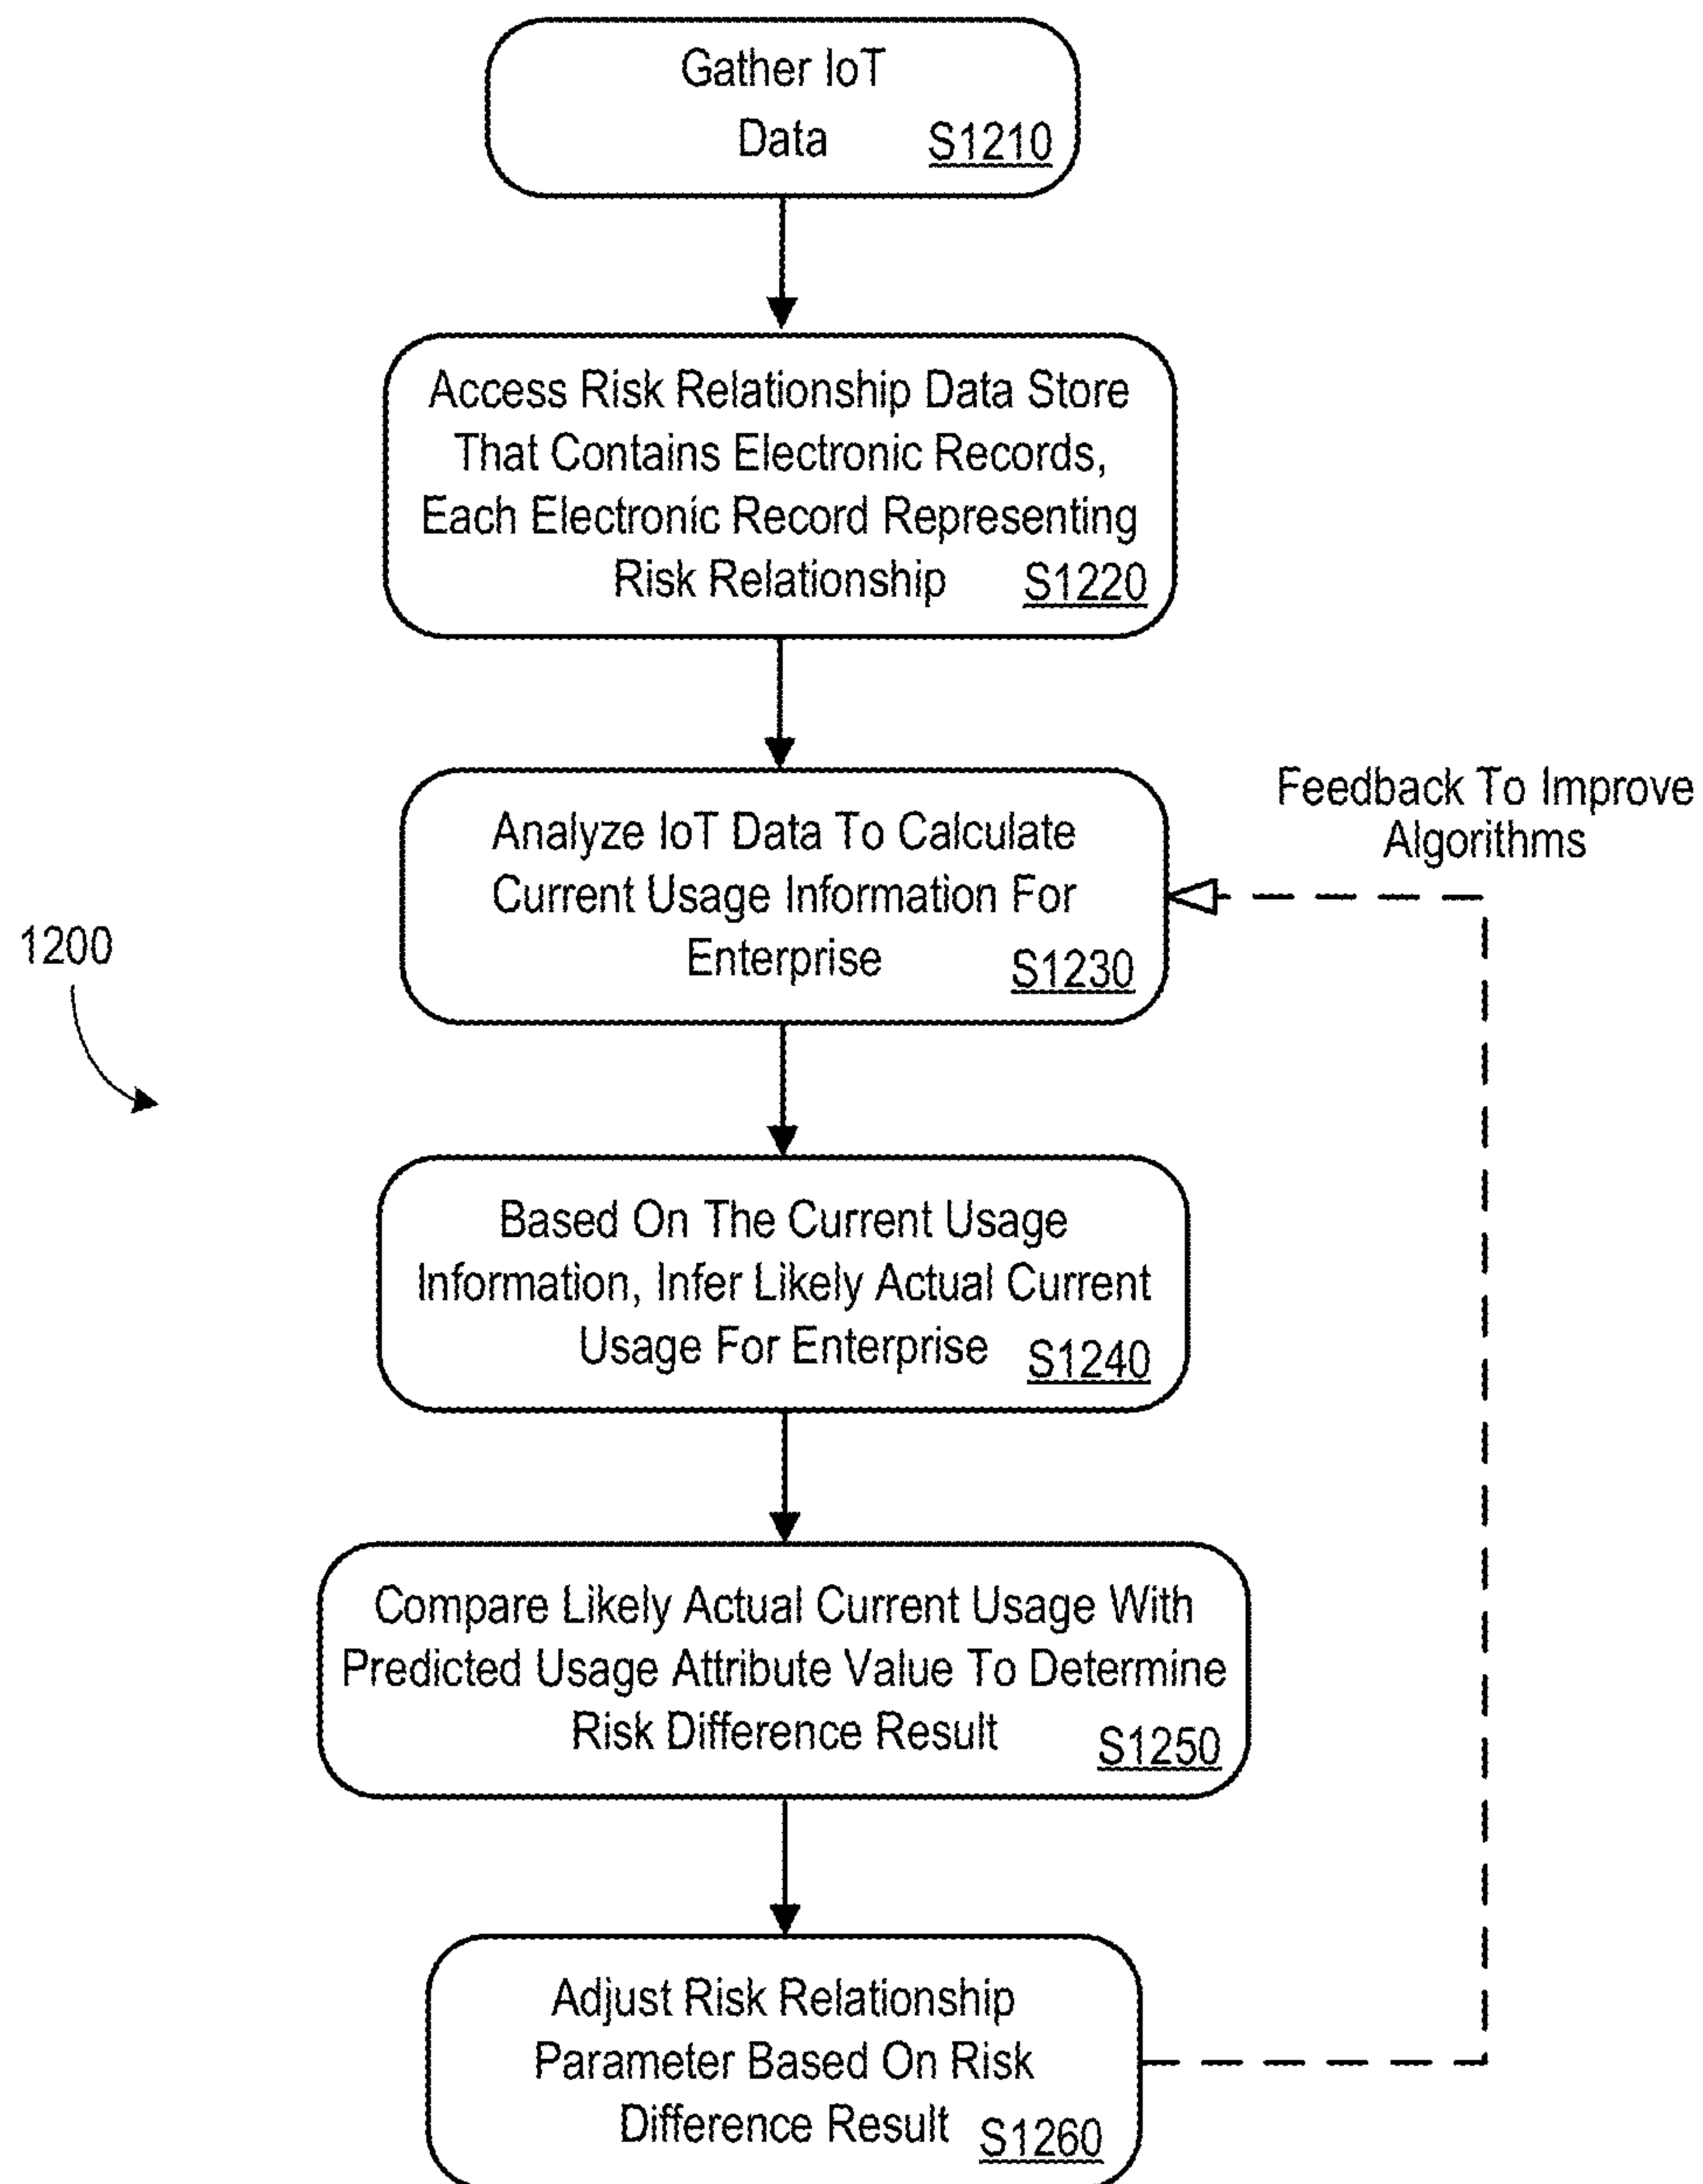 Gather IoT
Data S1210
Access Risk Relationship Data Store
That Contains Electronic Records,
Each Electronic Record Representing
Risk Relationship S1220
Feedback To Improve
Algorithms
Analyze IoT Data To Calculate
Current Usage Information For
Enterprise S1230
1200
Based On The Current Usage
Information, Infer Likely Actual Current
Usage For Enterprise S1240
Compare Likely Actual Current Usage With
Predicted Usage Attribute Value To Determine
Risk Difference Result S1250
Adjust Risk Relationship
Parameter Based On Risk
Difference Result S1260